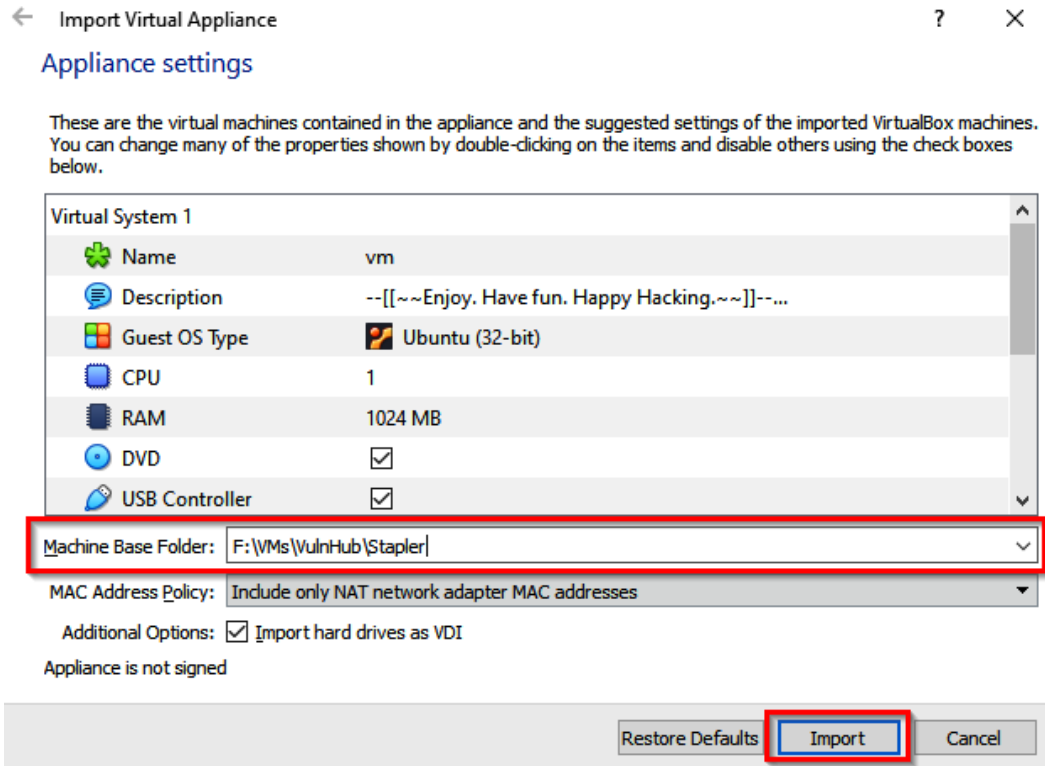 Import Virtual Appliance
?
Appliance settings
These are the virtual machines contained in the appliance and the suggested settings of the imported VirtualBox machines.
You can change many of the properties shown by double-clicking on the items and disable others using the check boxes
below.
Virtual System 1
Name vm
Description --[[~~Enjoy. Have fun. Happy Hacking.~~]]--...
Guest OS Type Ubuntu (32-bit)
CPU 1
RAM 1024 MB
DVD
USB Controller
Machine Base Folder: F:\VMs\VulnHub\Stapler
MAC Address Policy: Include only NAT network adapter MAC addresses
Additional Options: Import hard drives as VDI
Appliance is not signed
Restore Defaults Import Cancel